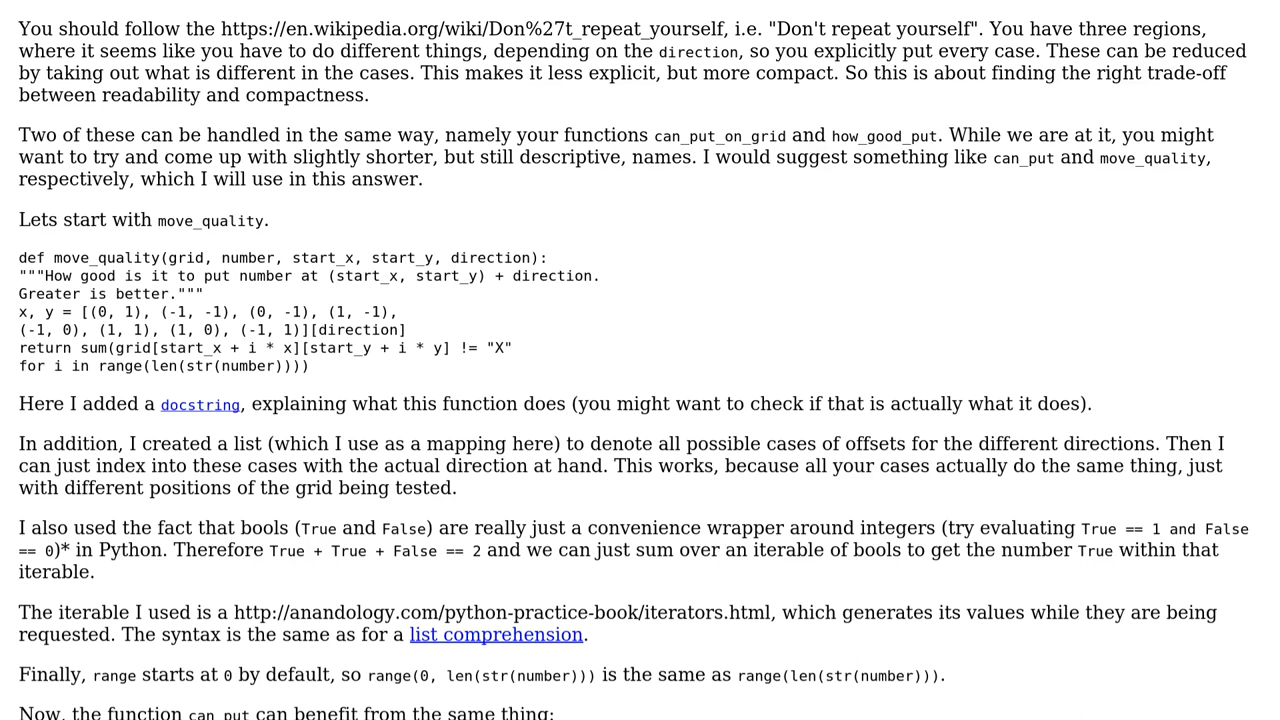 You should follow the https://en.wikipedia.org/wiki/Don%27t_repeat_yourself, i.e. "Don't repeat yourself". You have three regions,
where it seems like you have to do different things, depending on the direction, so you explicitly put every case. These can be reduced
by taking out what is different in the cases. This makes it less explicit, but more compact. So this is about finding the right trade-off
between readability and compactness.
Two of these can be handled in the same way, namely your functions can_put_on_grid and how_good_put. While we are at it, you might
want to try and come up with slightly shorter, but still descriptive, names. I would suggest something like can_put and move_quality,
respectively, which I will use in this answer.
Lets start with move_quality.
def move_quality(grid, number, start_x, start_y, direction):
"""How good is it to put number at (start_x, start_y) + direction.
Greater is better."""
x, y = [(0, 1), (-1, -1), (0, -1), (1, -1),
(-1, 0), (1, 1), (1, 0), (-1, 1)][direction]
return sum(grid[start_x + i * x][start_y + i * y] != "X"
for i in range(len(str(number))))
Here I added a docstring, explaining what this function does (you might want to check if that is actually what it does).
In addition, I created a list (which I use as a mapping here) to denote all possible cases of offsets for the different directions. Then I
can just index into these cases with the actual direction at hand. This works, because all your cases actually do the same thing, just
with different positions of the grid being tested.
I also used the fact that bools (True and False) are really just a convenience wrapper around integers (try evaluating True == 1 and False
== 0)* in Python. Therefore True + True + False == 2 and we can just sum over an iterable of bools to get the number True within that
iterable.
The iterable I used is a http://anandology.com/python-practice-book/iterators.html, which generates its values while they are being
requested. The syntax is the same as for a list comprehension.
Finally, range starts at 0 by default, so range(0, len(str(number))) is the same as range(len(str(number))).
Now, the function can_put can benefit from the same thing: